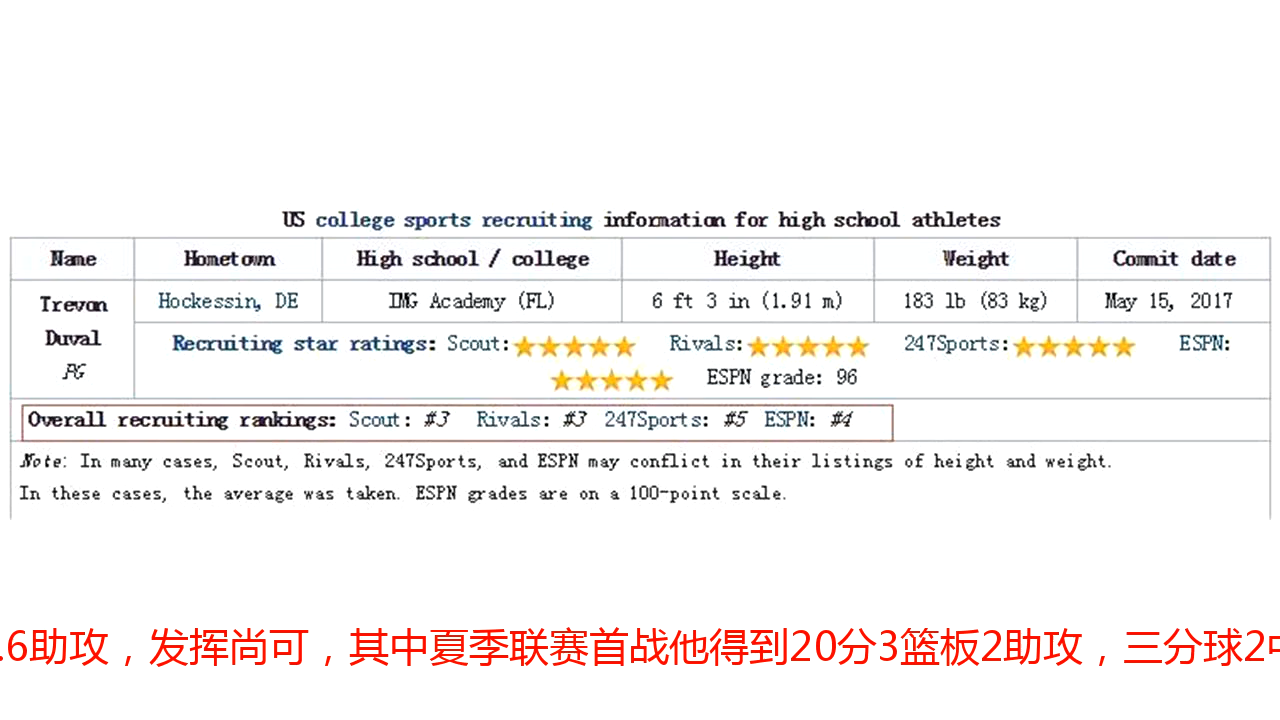 US college sports recruiting information for high school athletes
Name Hometown High school / college Height Weight Commit date
Trevon Duval PG
Hockessin, DE IMG Academy (FL) 6 ft 3 in (1.91 m) 183 lb (83 kg) May 15, 2017
Recruiting star ratings: Scout:★★★★★ Rivals:★★★★★ 247Sports:★★★★★ ESPN:
★★★★★ ESPN grade: 96
Overall recruiting rankings: Scout: #3 Rivals: #3 247Sports: #5 ESPN: #4
Note: In many cases, Scout, Rivals, 247Sports, and ESPN may conflict in their listings of height and weight.
In these cases, the average was taken. ESPN grades are on a 100-point scale.
.6助攻，发挥尚可，其中夏季联赛首战他得到20分3篮板2助攻，三分球2中